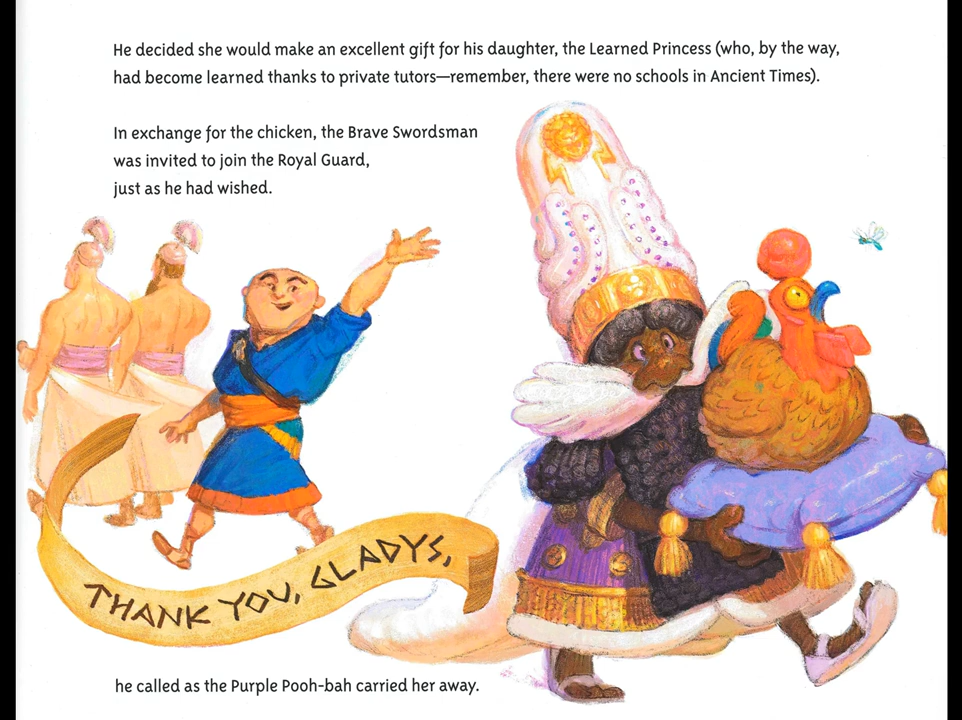 He decided she would make an excellent gift for his daughter, the Learned Princess (who, by the way,
had become learned thanks to private tutors—remember, there were no schools in Ancient Times).
In exchange for the chicken, the Brave Swordsman
was invited to join the Royal Guard,
just as he had wished.
THANK YOU, GLADYS,
he called as the Purple Pooh-bah carried her away.